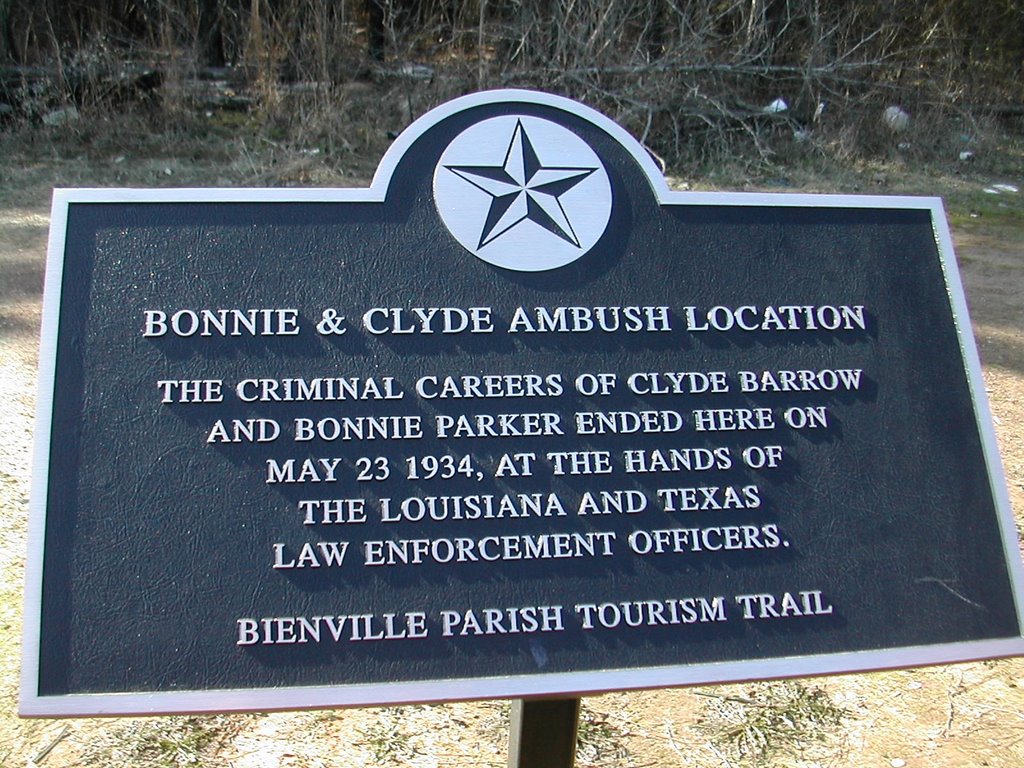 BONNIE & CLYDE AMBUSH LOCATION
THE CRIMINAL CAREERS OF CLYDE BARROW
AND BONNIE PARKER ENDED HERE ON
MAY 23 1934, AT THE HANDS OF
THE LOUISIANA AND TEXAS
LAW ENFORCEMENT OFFICERS.
BIENVILLE PARISH TOURISM TRAIL